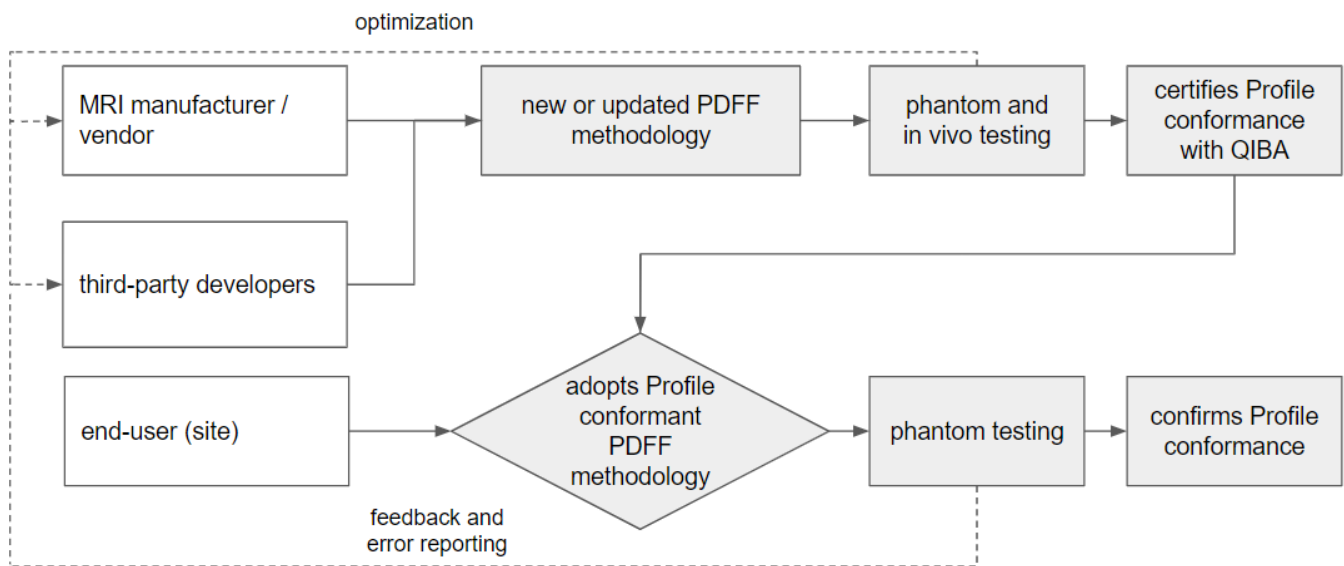 optimization
MRI manufacturer /
vendor
new or updated PDFF
methodology
phantom and
in vivo testing
certifies Profile
conformance
with QIBA
third-party developers
end-user (site)
adopts Profile
conformant
PDFF
methodology
phantom testing
confirms Profile
conformance
feedback and
error reporting